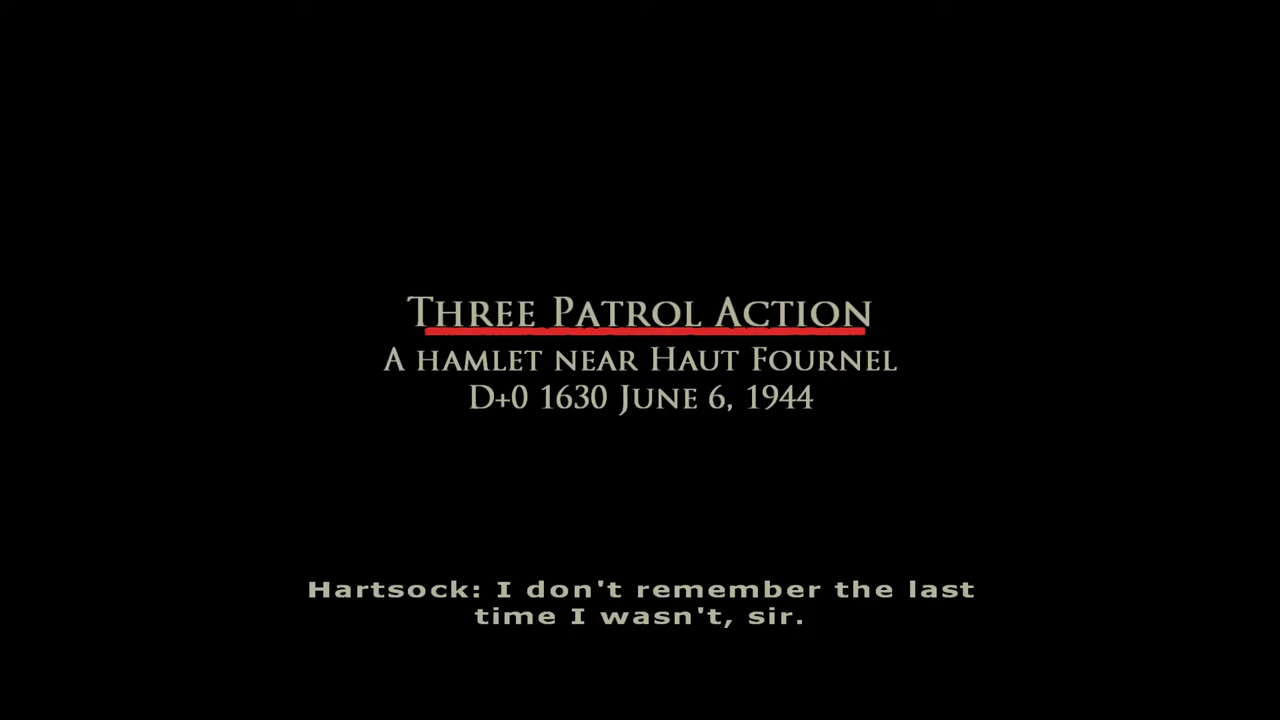 Three Patrol Action
A hamlet near Haut Fournel
D+0 1630 June 6, 1944
Hartsock: I don't remember the last
time I wasn't, sir.